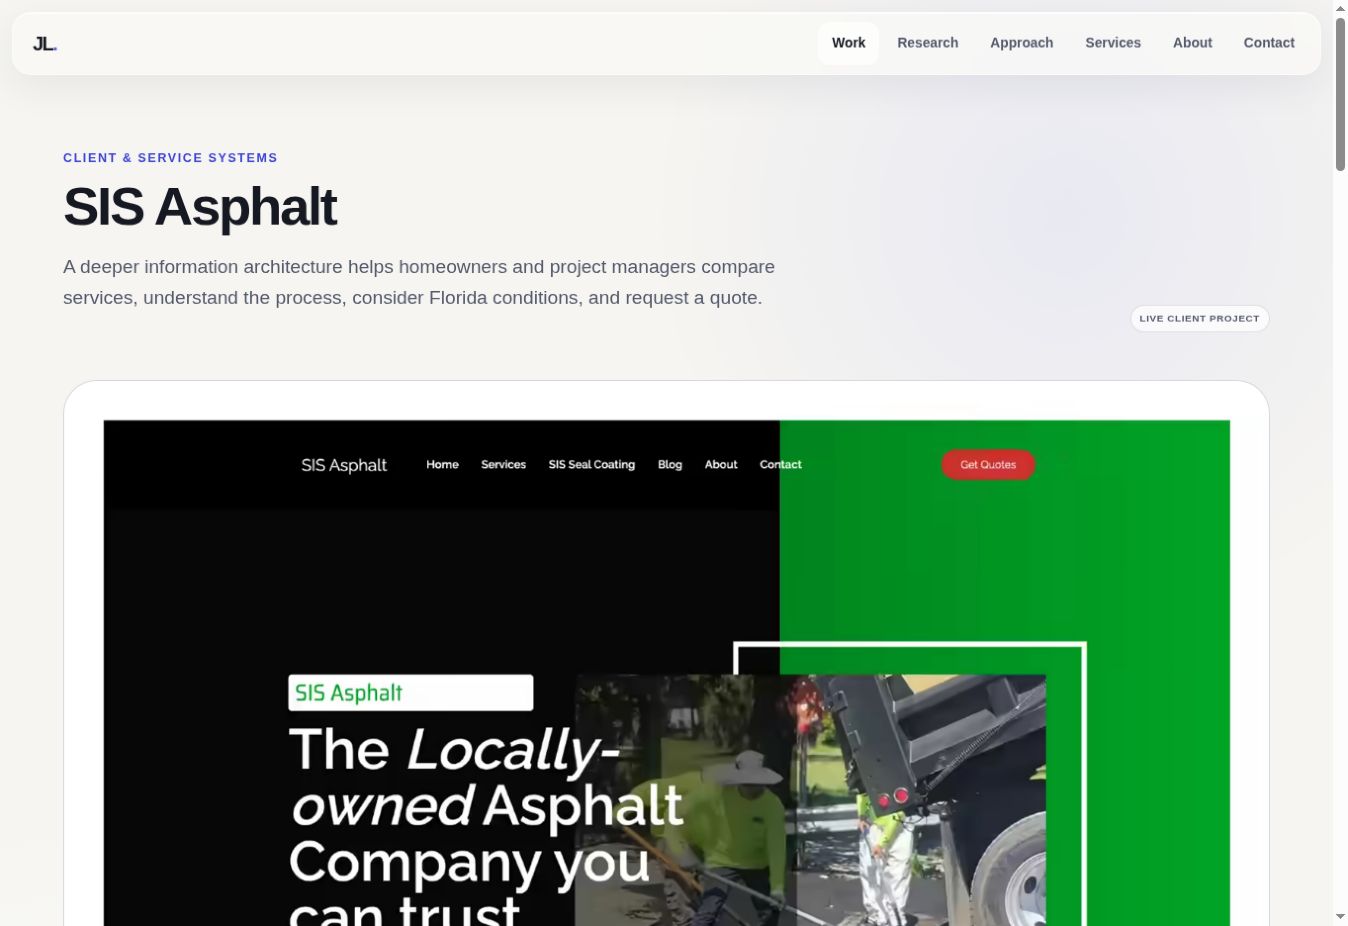 JL.
Work Research Approach Services About Contact
CLIENT & SERVICE SYSTEMS
SIS Asphalt
A deeper information architecture helps homeowners and project managers compare
services, understand the process, consider Florida conditions, and request a quote.
LIVE CLIENT PROJECT
SIS Asphalt Home Services SIS Seal Coating Blog About Contact Get Quotes
SIS Asphalt
The Locally-
owned Asphalt
Company you
can trust